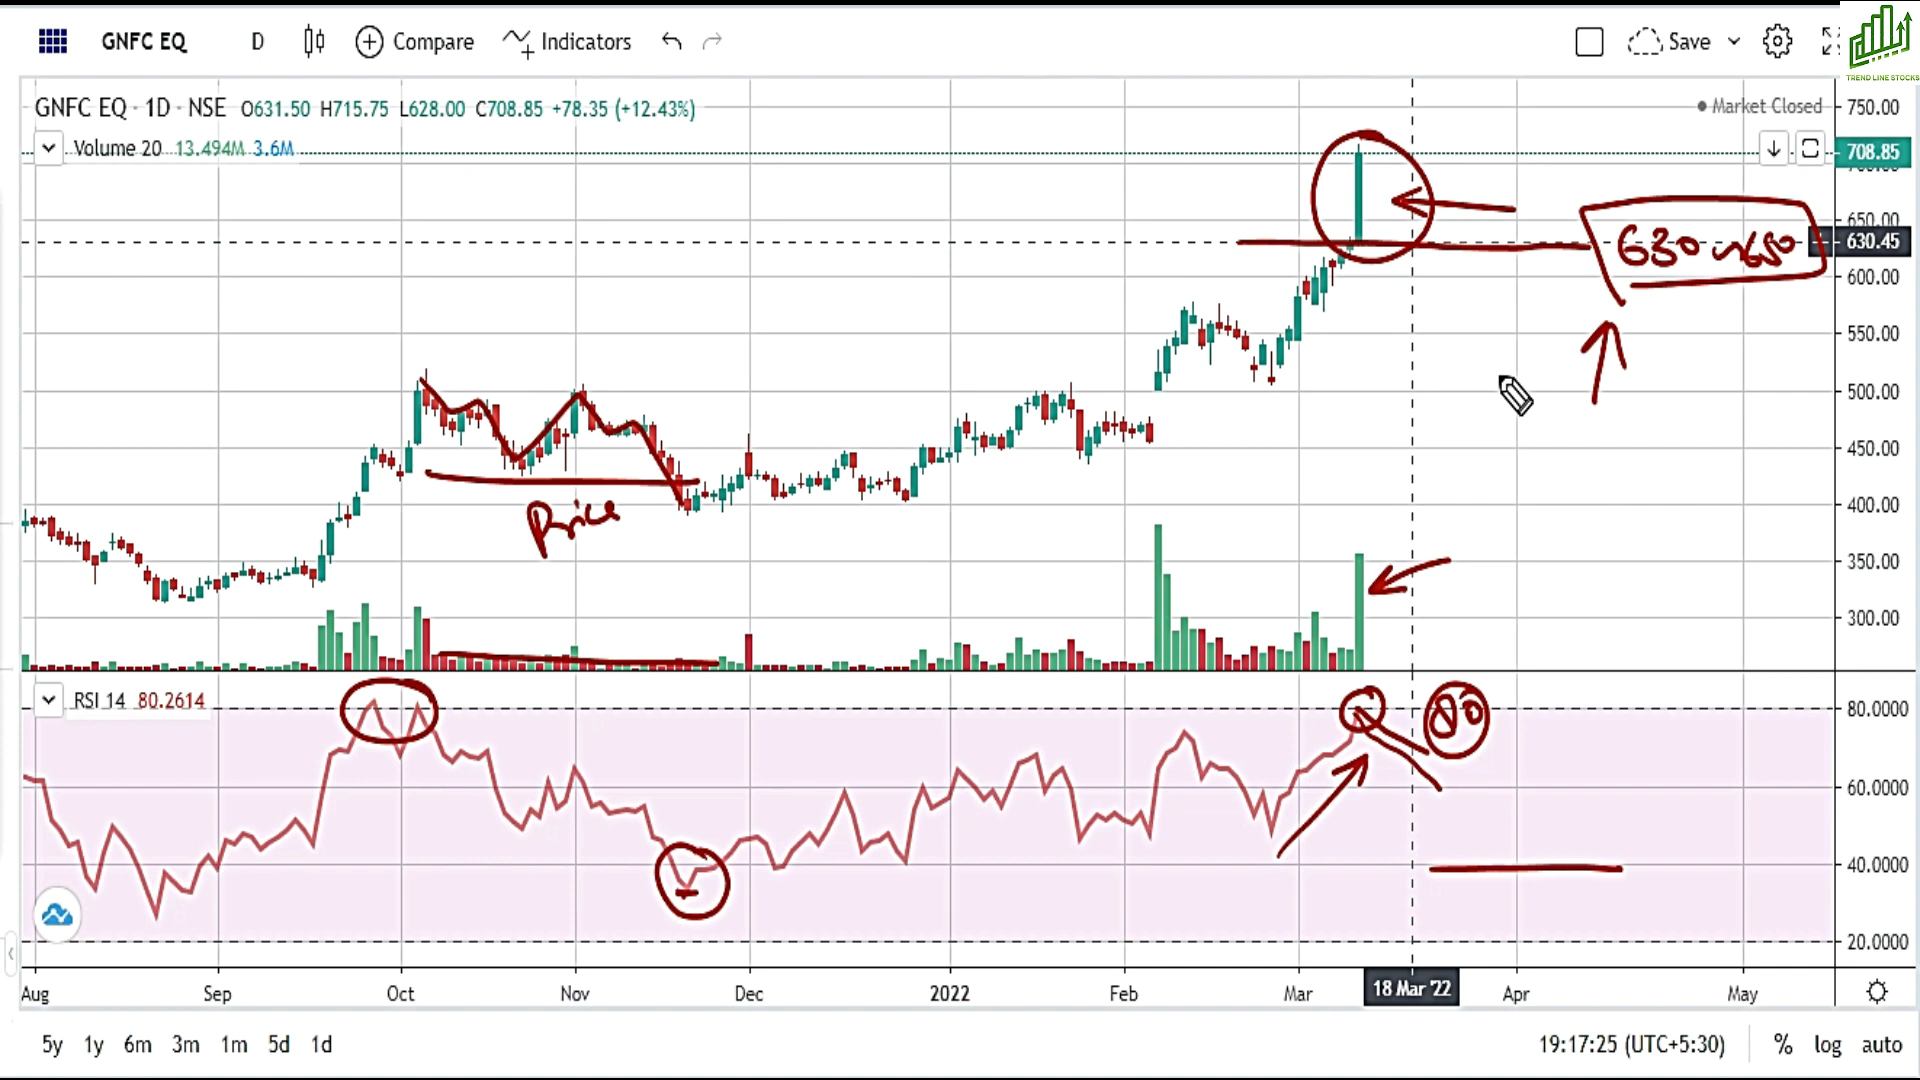 GNFC EQ D Compare Indicators Save
TREND LINE STOCKS
GNFC EQ · 1D · NSE O631.50 H715.75 L628.00 C708.85 +78.35 (+12.43%)
Market Closed
750.00
Volume 20 13.494M 3.6M
708.85
650.00
630~650
630.45
600.00
550.00
500.00
450.00
400.00
Price
350.00
300.00
RSI 14 80.2614
80
80.0000
60.0000
40.0000
20.0000
Aug Sep Oct Nov Dec 2022 Feb Mar 18 Mar '22 Apr May
5y 1y 6m 3m 1m 5d 1d 19:17:25 (UTC+5:30) % log auto